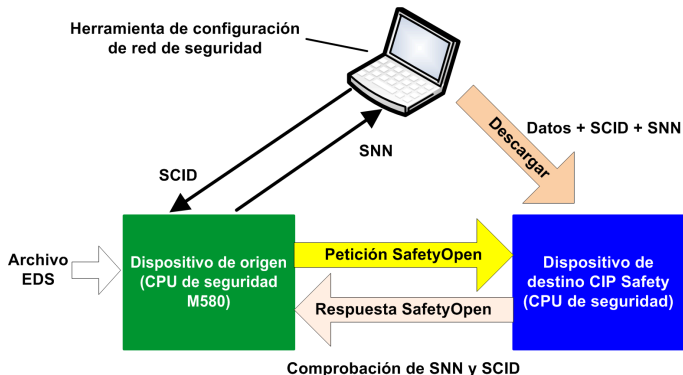 Herramienta de configuración
de red de seguridad
Descargar
Datos + SCID + SNN
SNN
SCID
Archivo
EDS
Dispositivo de origen
(CPU de seguridad
M580)
Petición SafetyOpen
Respuesta SafetyOpen
Dispositivo de
destino CIP Safety
(CPU de seguridad)
Comprobación de SNN y SCID